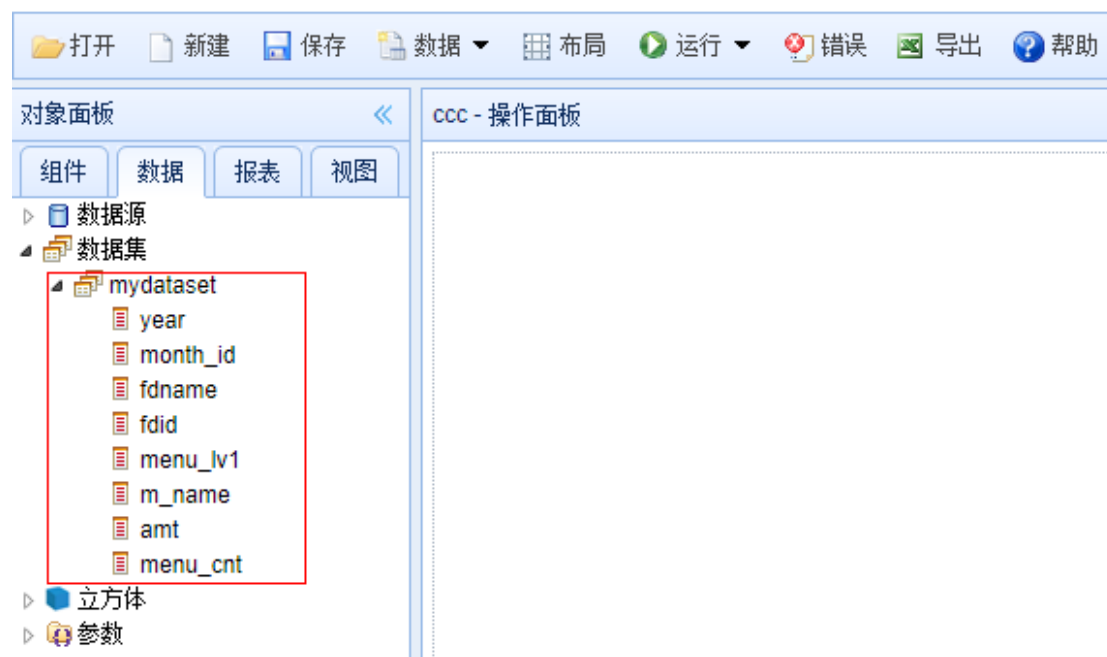 打开 新建 保存 数据 布局 运行 错误 导出 帮助
对象面板
ccc - 操作面板
组件 数据 报表 视图
数据源
数据集
mydataset
year
month_id
fdname
fdid
menu_lv1
m_name
amt
menu_cnt
立方体
参数